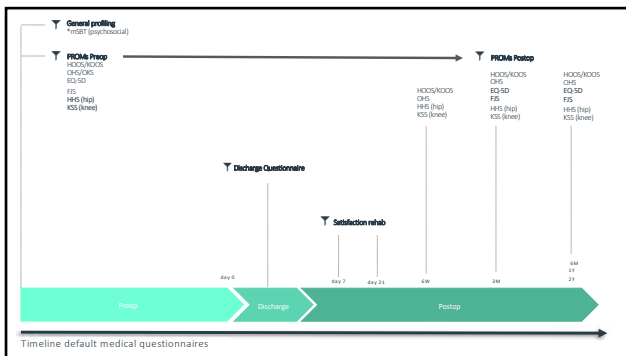 General profiling
*mSBT (psychosocial)
PROMs Preop
HOOS/KOOS
OHS/OKS
EQ-5D
FJS
HHS (hip)
KSS (knee)
PROMs Postop
HOOS/KOOS
OHS
HHS (hip)
KSS (knee)
HOOS/KOOS
OHS
EQ-5D
FJS
HHS (hip)
KSS (knee)
HOOS/KOOS
OHS
EQ-5D
FJS
HHS (hip)
KSS (knee)
Discharge Questionnaire
Satisfaction rehab
day 0
day 7
day 21
6W
3M
6M
1Y
2Y
Preop
Discharge
Postop
Timeline default medical questionnaires